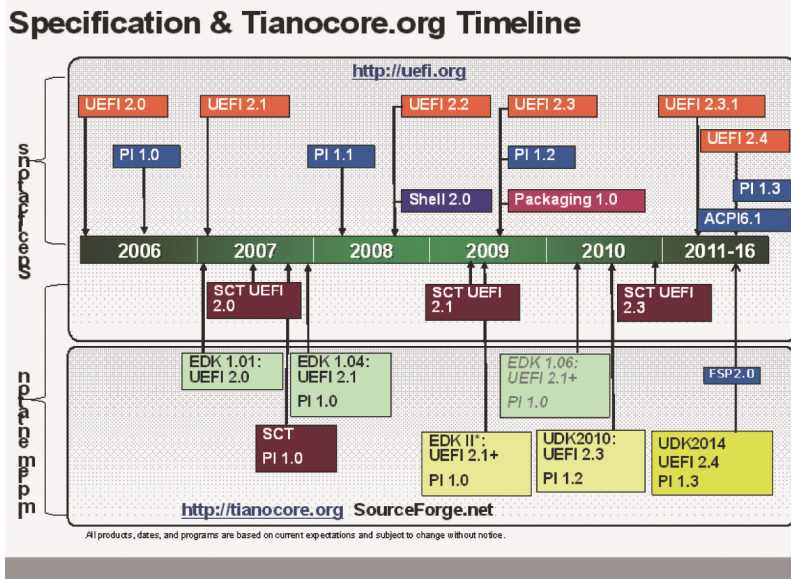 Specification & Tianocore.org Timeline
http://uefi.org
Specifications
UEFI 2.0
UEFI 2.1
UEFI 2.2
UEFI 2.3
UEFI 2.3.1
UEFI 2.4
PI 1.0
PI 1.1
PI 1.2
PI 1.3
Shell 2.0
Packaging 1.0
ACPI6.1
2006
2007
2008
2009
2010
2011-16
SCT UEFI
2.0
SCT UEFI
2.1
SCT UEFI
2.3
Implementation
EDK 1.01:
UEFI 2.0
EDK 1.04:
UEFI 2.1
PI 1.0
EDK 1.06:
UEFI 2.1+
PI 1.0
FSP2.0
SCT
PI 1.0
EDK II*:
UEFI 2.1+
PI 1.0
UDK2010:
UEFI 2.3
PI 1.2
UDK2014
UEFI 2.4
PI 1.3
http://tianocore.org SourceForge.net
All products, dates, and programs are based on current expectations and subject to change without notice.